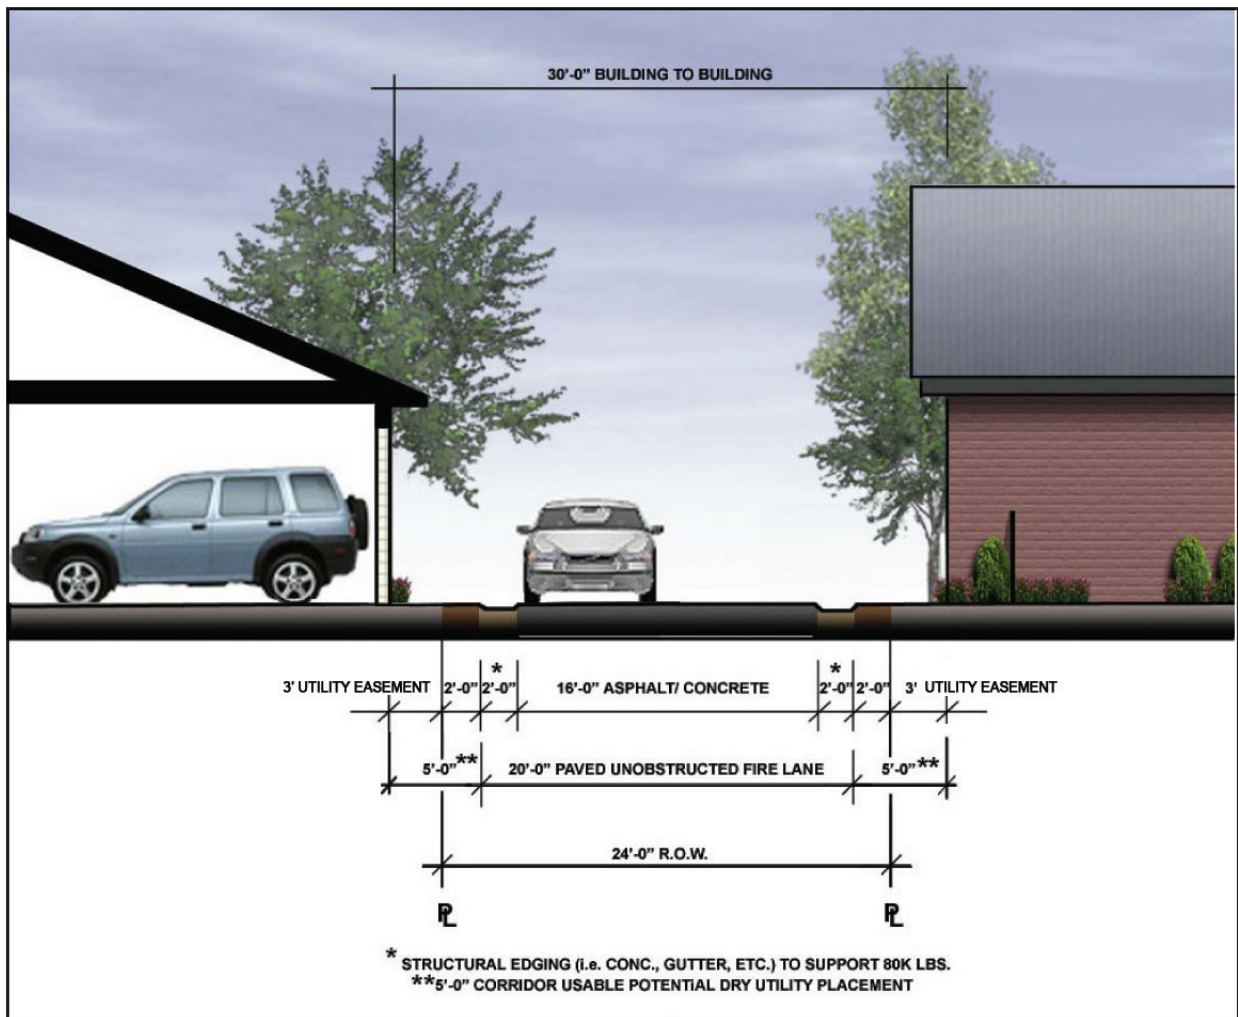 30'-0" BUILDING TO BUILDING
*
*
3' UTILITY EASEMENT 2'-0" 2'-0" 16'-0" ASPHALT/ CONCRETE 2'-0" 2'-0" 3' UTILITY EASEMENT
5'-0"** 20'-0" PAVED UNOBSTRUCTED FIRE LANE 5'-0"**
24'-0" R.O.W.
PL PL
* STRUCTURAL EDGING (i.e. CONC., GUTTER, ETC.) TO SUPPORT 80K LBS.
**5'-0" CORRIDOR USABLE POTENTIAL DRY UTILITY PLACEMENT